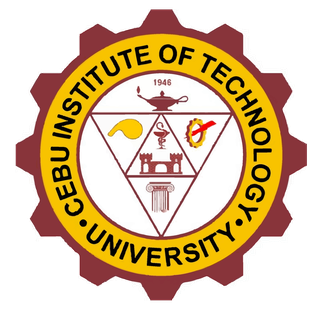 CEBU INSTITUTE OF TECHNOLOGY
UNIVERSITY
1946